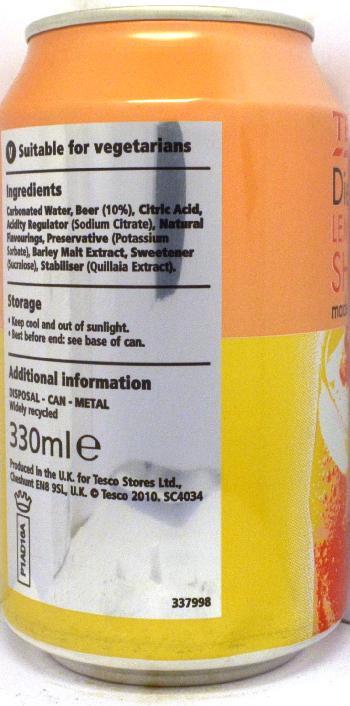 V Suitable for vegetarians
Ingredients
Carbonated Water, Beer (10%), Citric Acid,
Acidity Regulator (Sodium Citrate), Natural
Flavourings, Preservative (Potassium
Sorbate), Barley Malt Extract, Sweetener
(Sucralose), Stabiliser (Quillaia Extract).
Storage
• Keep cool and out of sunlight.
• Best before end: see base of can.
Additional information
DISPOSAL - CAN - METAL
Widely recycled
330ml e
Produced in the U.K. for Tesco Stores Ltd.,
Cheshunt EN8 9SL, U.K. © Tesco 2010. SC4034
P1AD16A
337998